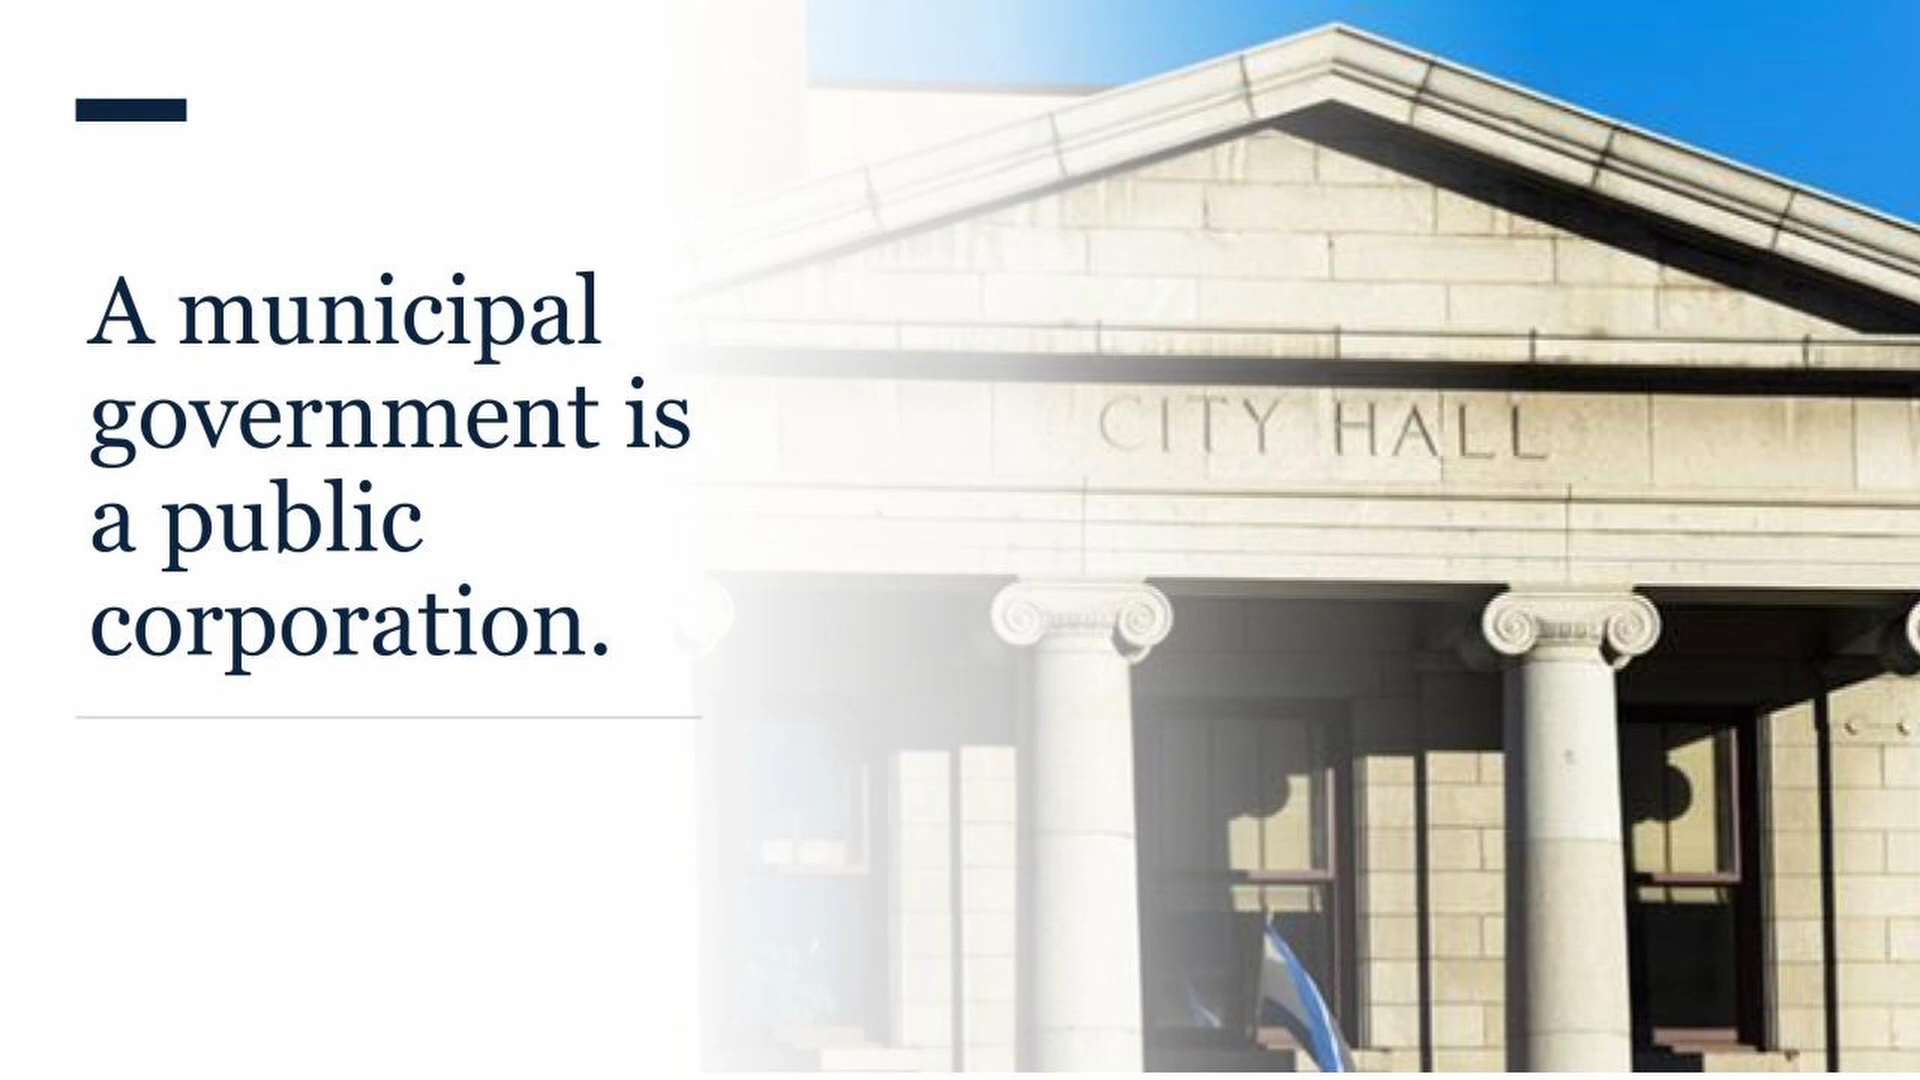 A municipal
government is
a public
corporation.
CITY HALL